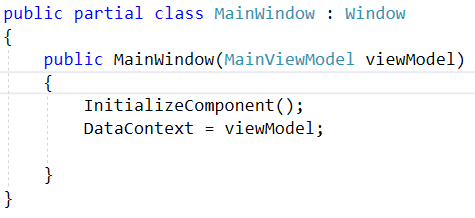 public partial class MainWindow : Window
{
    public MainWindow(MainViewModel viewModel)
    {
        InitializeComponent();
        DataContext = viewModel;
    }
}